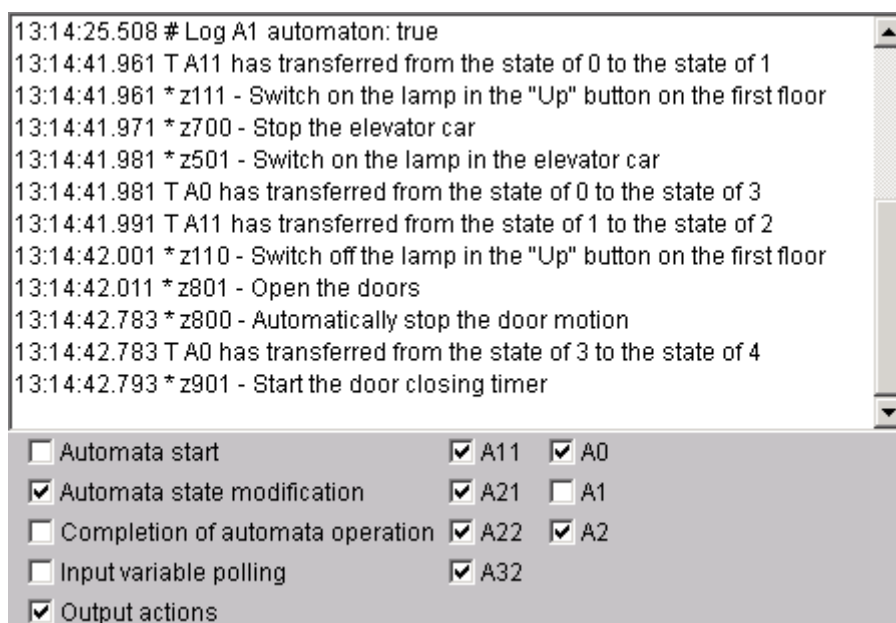 13:14:25.508 # Log A1 automaton: true
13:14:41.961 T A11 has transferred from the state of 0 to the state of 1
13:14:41.961 * z111 - Switch on the lamp in the "Up" button on the first floor
13:14:41.971 * z700 - Stop the elevator car
13:14:41.981 * z501 - Switch on the lamp in the elevator car
13:14:41.981 T A0 has transferred from the state of 0 to the state of 3
13:14:41.991 T A11 has transferred from the state of 1 to the state of 2
13:14:42.001 * z110 - Switch off the lamp in the "Up" button on the first floor
13:14:42.011 * z801 - Open the doors
13:14:42.783 * z800 - Automatically stop the door motion
13:14:42.783 T A0 has transferred from the state of 3 to the state of 4
13:14:42.793 * z901 - Start the door closing timer
Automata start A11 A0
Automata state modification A21 A1
Completion of automata operation A22 A2
Input variable polling A32
Output actions